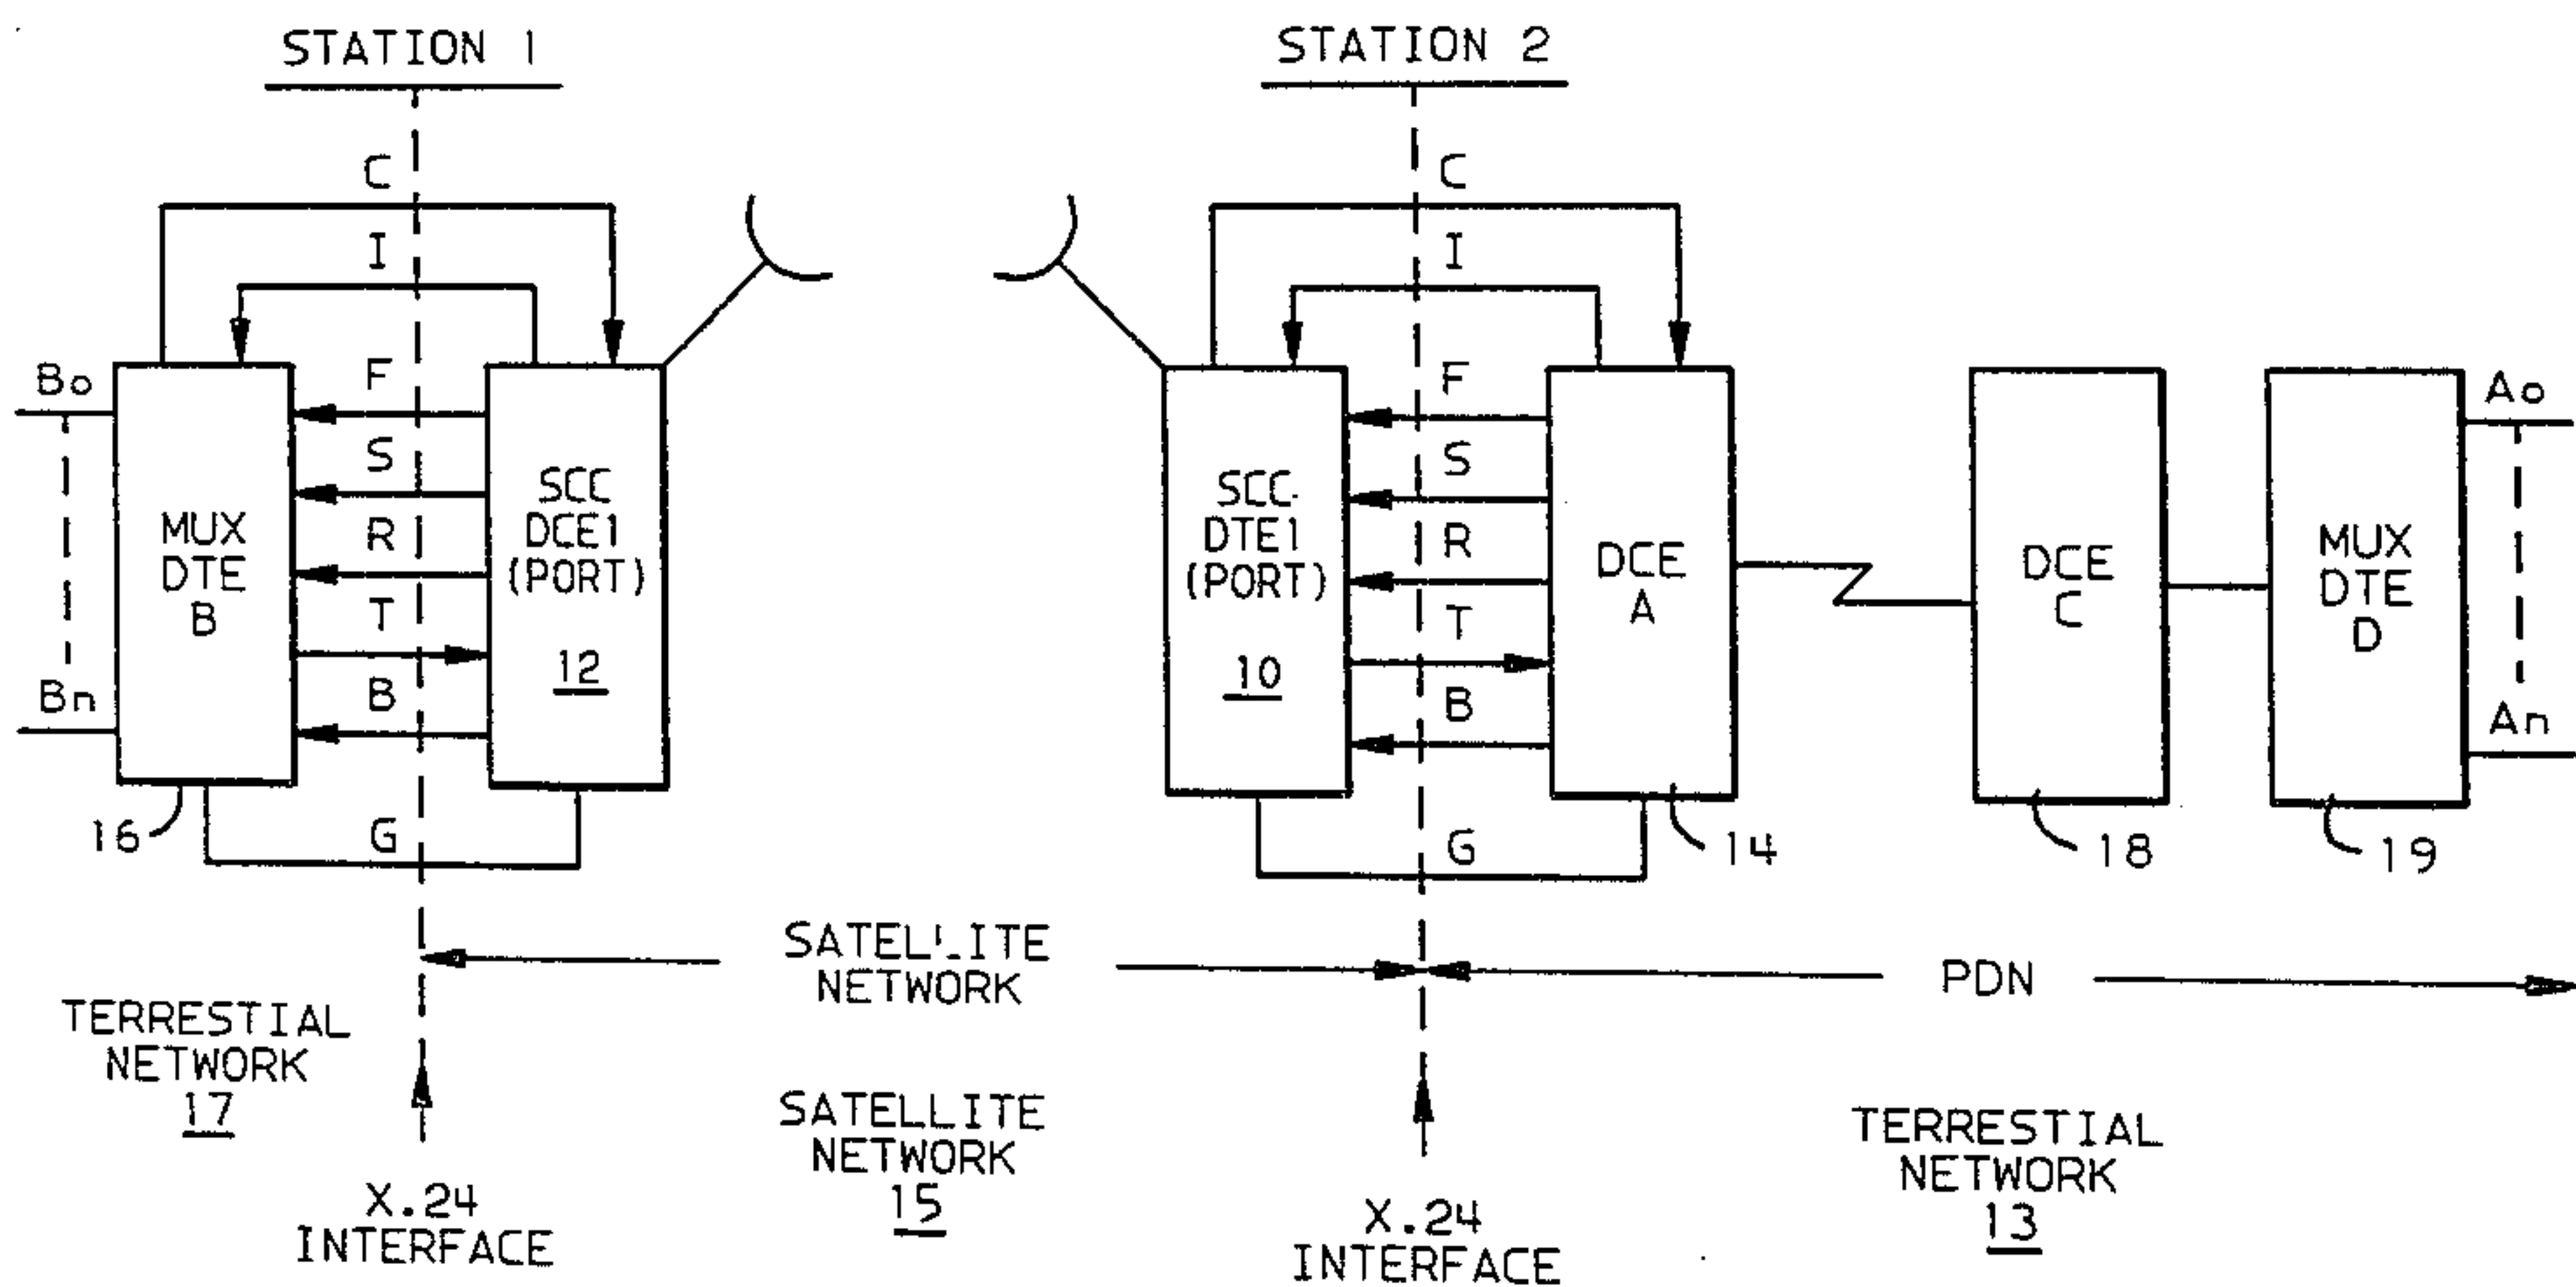 STATION 1
STATION 2
C
I
F
S
R
T
B
G
Bo
Bn
MUX
DTE
B
16
SCC
DCE1
(PORT)
12
C
I
F
S
R
T
B
G
SCC
DTE1
(PORT)
10
DCE
A
14
DCE
C
18
MUX
DTE
D
19
Ao
An
SATELLITE
NETWORK
PDN
TERRESTIAL
NETWORK
17
SATELLITE
NETWORK
15
TERRESTIAL
NETWORK
13
X.24
INTERFACE
X.24
INTERFACE